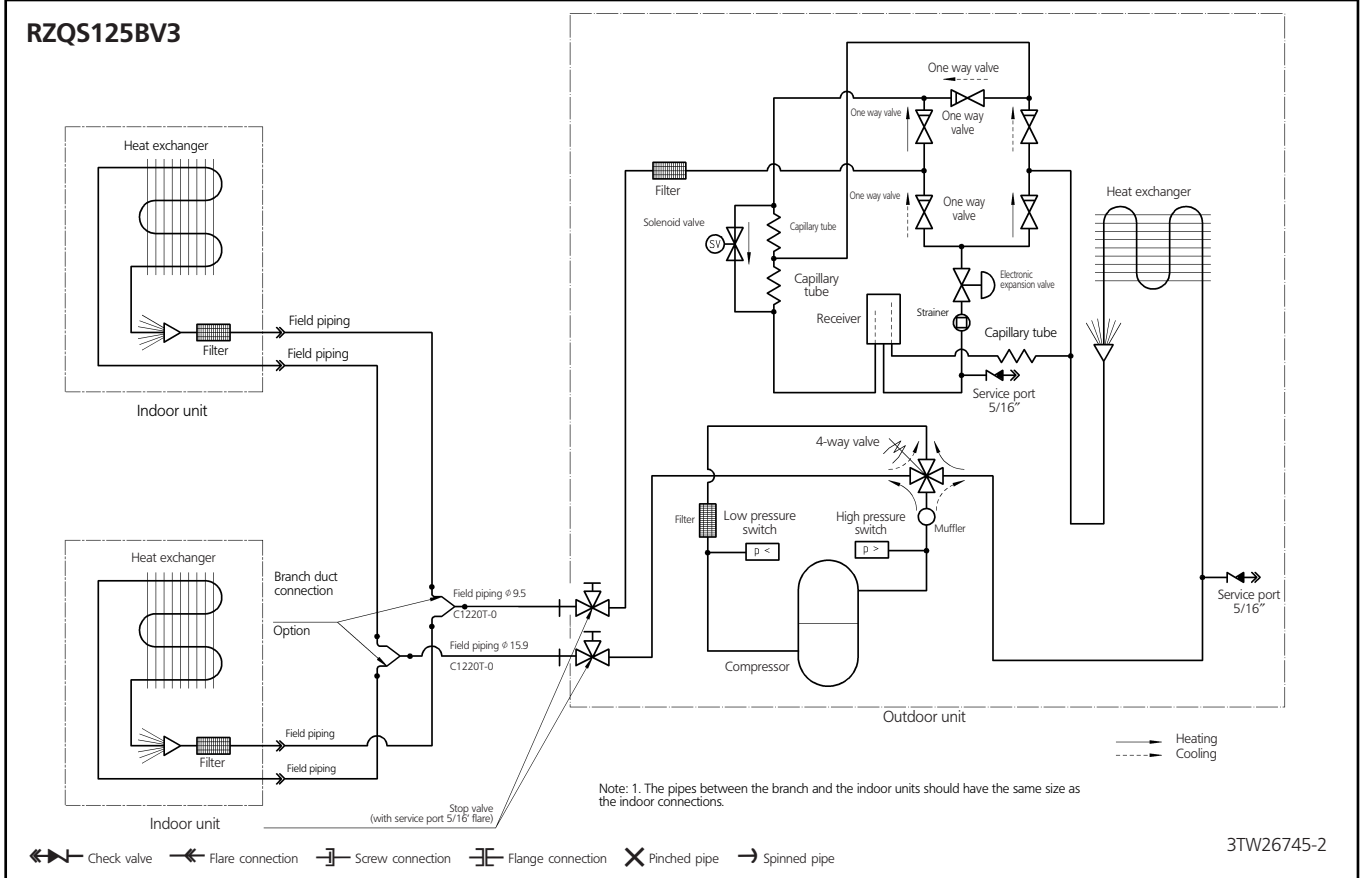 RZQS125BV3
One way valve
One way valve
One way
valve
Heat exchanger
Filter
One way valve
One way
valve
Heat exchanger
Solenoid valve
Capillary tube
SV
Capillary
tube
Electronic
expansion valve
Receiver
Strainer
Capillary tube
Field piping
Filter
Field piping
Service port
5/16"
Indoor unit
4-way valve
Filter
Low pressure
switch
High pressure
switch
Muffler
p <
p >
Heat exchanger
Branch duct
connection
Option
Field piping φ 9.5
C1220T-0
Field piping φ 15.9
C1220T-0
Service port
5/16"
Compressor
Outdoor unit
Field piping
Filter
Field piping
Heating
Cooling
Note: 1. The pipes between the branch and the indoor units should have the same size as
the indoor connections.
Stop valve
(with service port 5/16' flare)
Indoor unit
Check valve
Flare connection
Screw connection
Flange connection
Pinched pipe
Spinned pipe
3TW26745-2